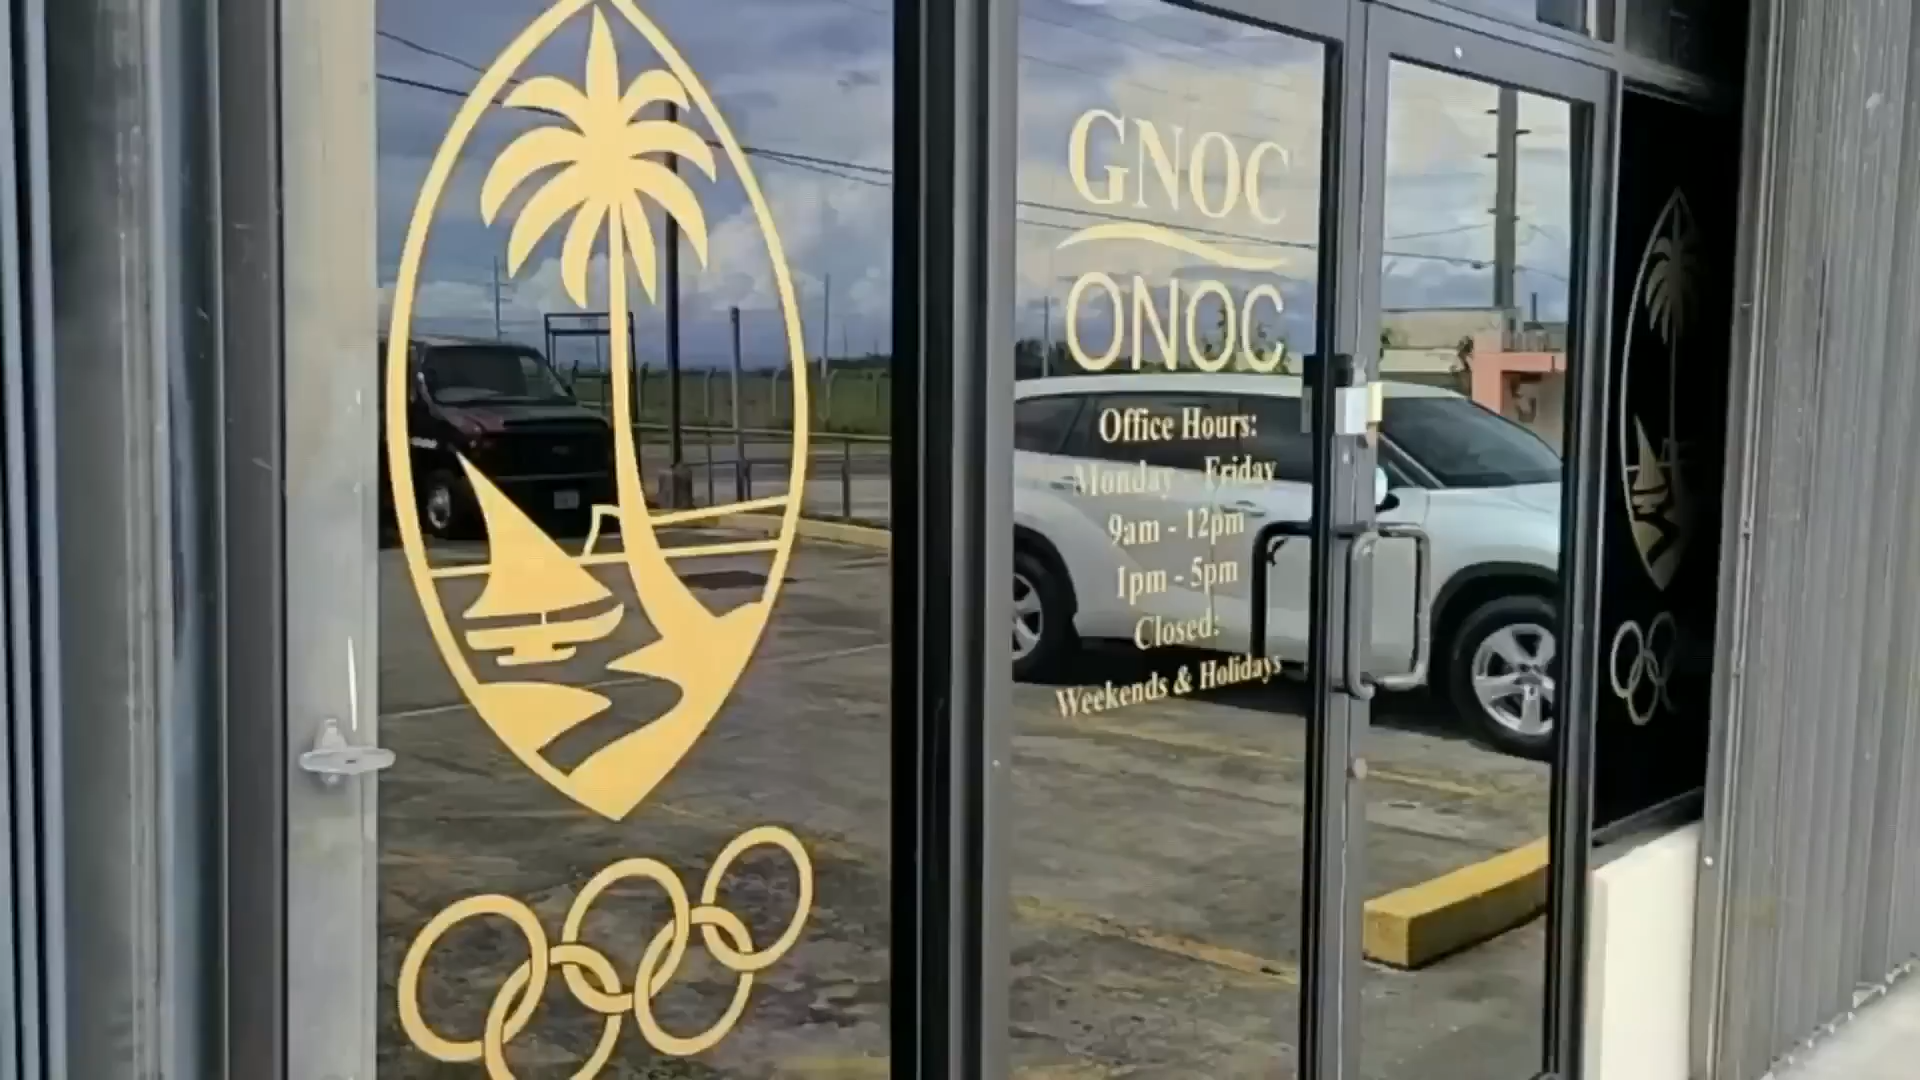 GNOC
ONOC
Office Hours:
Monday - Friday
9am - 12pm
1pm - 5pm
Closed:
Weekends & Holidays